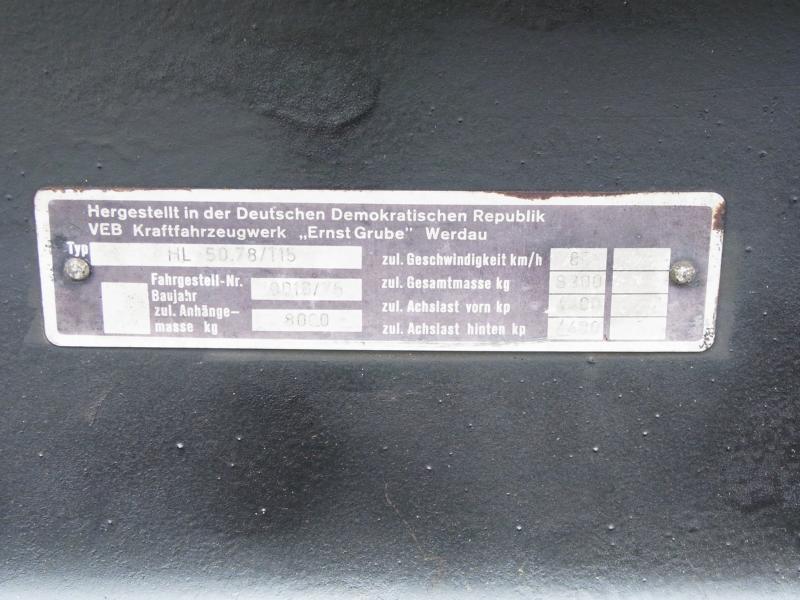 Hergestellt in der Deutschen Demokratischen Republik
VEB Kraftfahrzeugwerk „Ernst Grube" Werdau
Typ HL 50.78/115
zul. Geschwindigkeit km/h
Fahrgestell-Nr.
Baujahr
zul. Anhänge-
masse kg 8000
zul. Gesamtmasse kg 8300
zul. Achslast vorn kp
zul. Achslast hinten kp